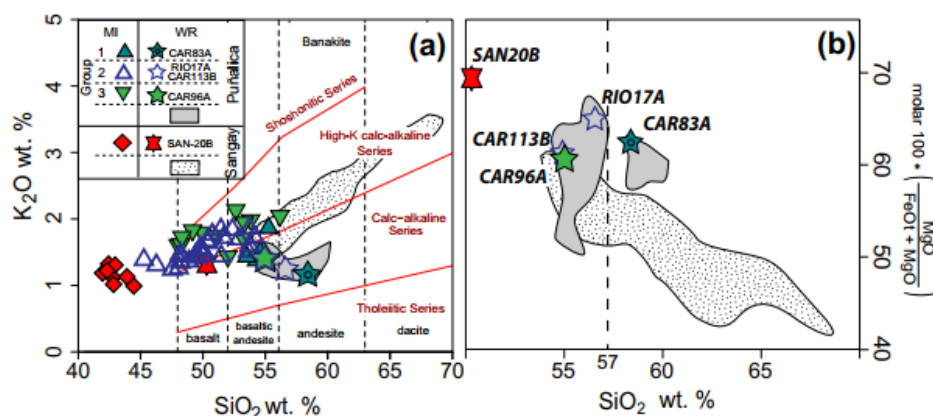 5
4
3
2
1
0
K2O wt. %
MI
WR
Group
1
CAR83A
2
RIO17A
CAR113B
3
CAR96A
Puñalica
SAN-20B
Sangay
Banakite
(a)
Shoshonitic Series
High-K calc-alkaline
Series
Calc-alkaline
Series
Tholeiitic Series
basalt
basaltic
andesite
andesite
dacite
40
45
50
55
60
65
70
SiO2 wt. %
(b)
SAN20B
RIO17A
CAR113B
CAR83A
CAR96A
70
60
50
40
molar 100 * ( MgO / FeOt + MgO )
55
57
60
65
SiO2 wt. %